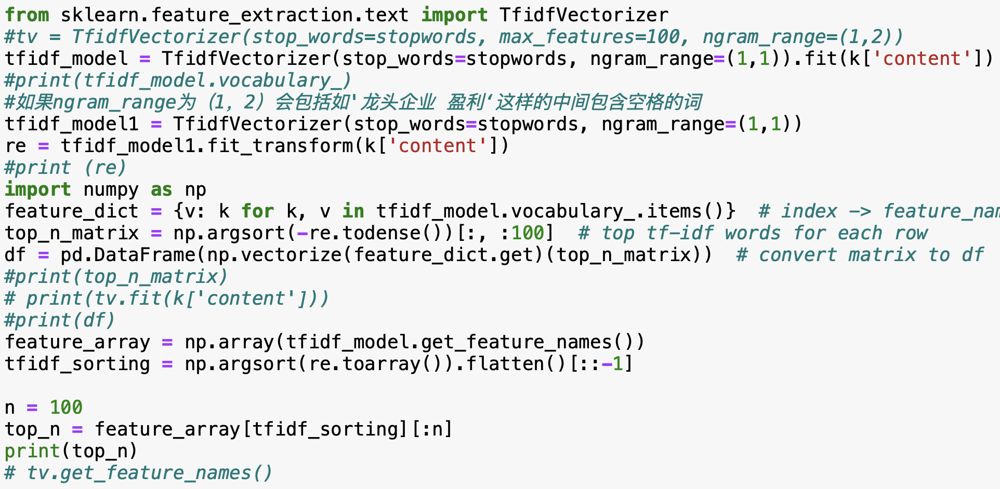 from sklearn.feature_extraction.text import TfidfVectorizer
#tv = TfidfVectorizer(stop_words=stopwords, max_features=100, ngram_range=(1,2))
tfidf_model = TfidfVectorizer(stop_words=stopwords, ngram_range=(1,1)).fit(k['content'])
#print(tfidf_model.vocabulary_)
#如果ngram_range为（1，2）会包括如'龙头企业 盈利‘这样的中间包含空格的词
tfidf_model1 = TfidfVectorizer(stop_words=stopwords, ngram_range=(1,1))
re = tfidf_model1.fit_transform(k['content'])
#print (re)
import numpy as np
feature_dict = {v: k for k, v in tfidf_model.vocabulary_.items()}  # index -> feature_nam
top_n_matrix = np.argsort(-re.todense())[:, :100]  # top tf-idf words for each row
df = pd.DataFrame(np.vectorize(feature_dict.get)(top_n_matrix))  # convert matrix to df
#print(top_n_matrix)
# print(tv.fit(k['content']))
#print(df)
feature_array = np.array(tfidf_model.get_feature_names())
tfidf_sorting = np.argsort(re.toarray()).flatten()[::-1]
n = 100
top_n = feature_array[tfidf_sorting][:n]
print(top_n)
# tv.get_feature_names()